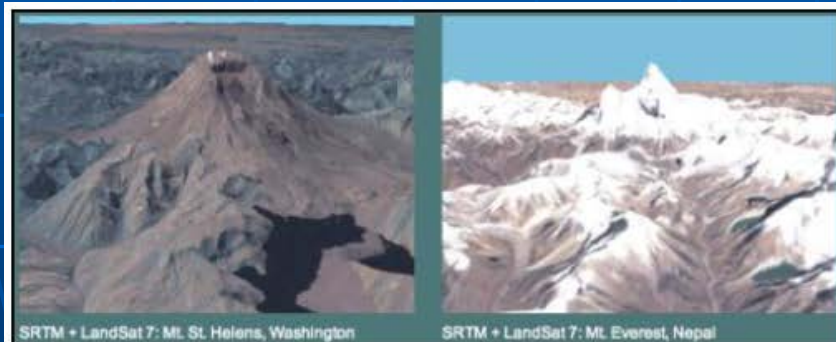 SRTM + LandSat 7: Mt. St. Helens, Washington
SRTM + LandSat 7: Mt. Everest, Nepal